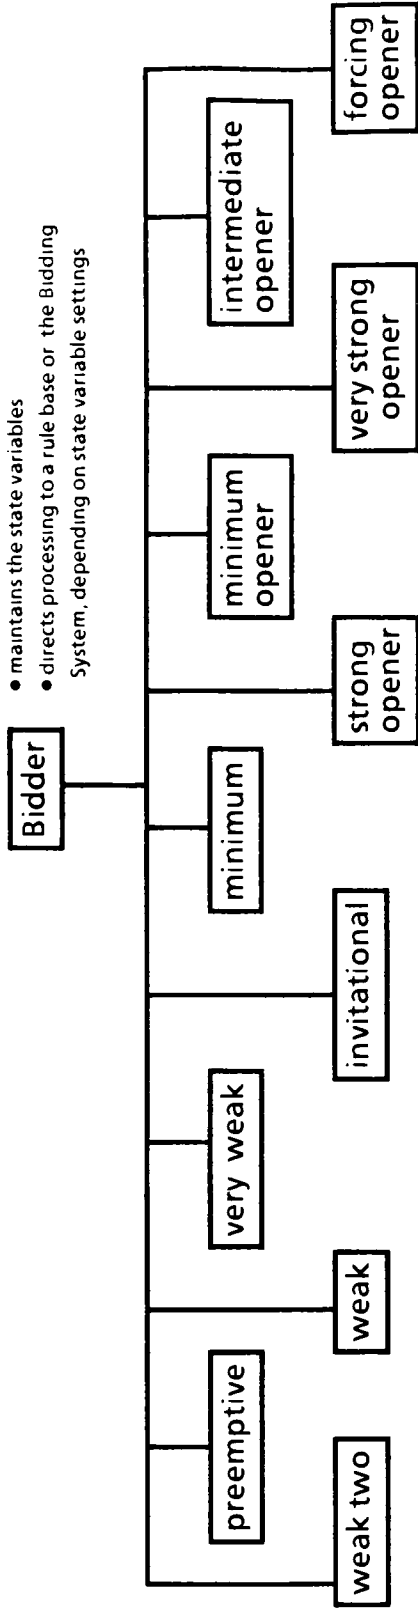 Bidder
• maintains the state variables
• directs processing to a rule base or the Bidding
System, depending on state variable settings
preemptive
very weak
minimum
minimum
opener
intermediate
opener
weak two
weak
invitational
strong
opener
very strong
opener
forcing
opener